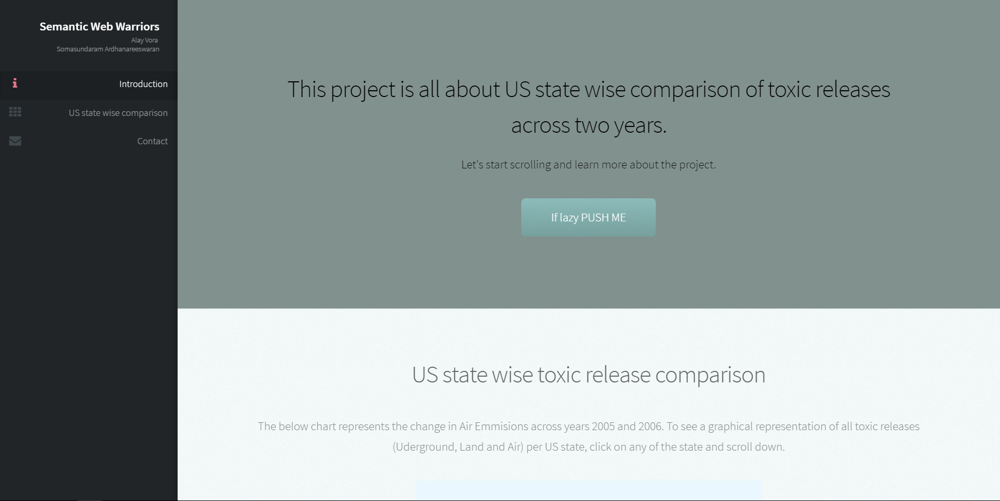 Semantic Web Warriors
Alay Vora
Somasundaram Ardhanareeswaran
Introduction
US state wise comparison
Contact
This project is all about US state wise comparison of toxic releases
across two years.
Let's start scrolling and learn more about the project.
If lazy PUSH ME
US state wise toxic release comparison
The below chart represents the change in Air Emmisions across years 2005 and 2006. To see a graphical representation of all toxic releases
(Uderground, Land and Air) per US state, click on any of the state and scroll down.